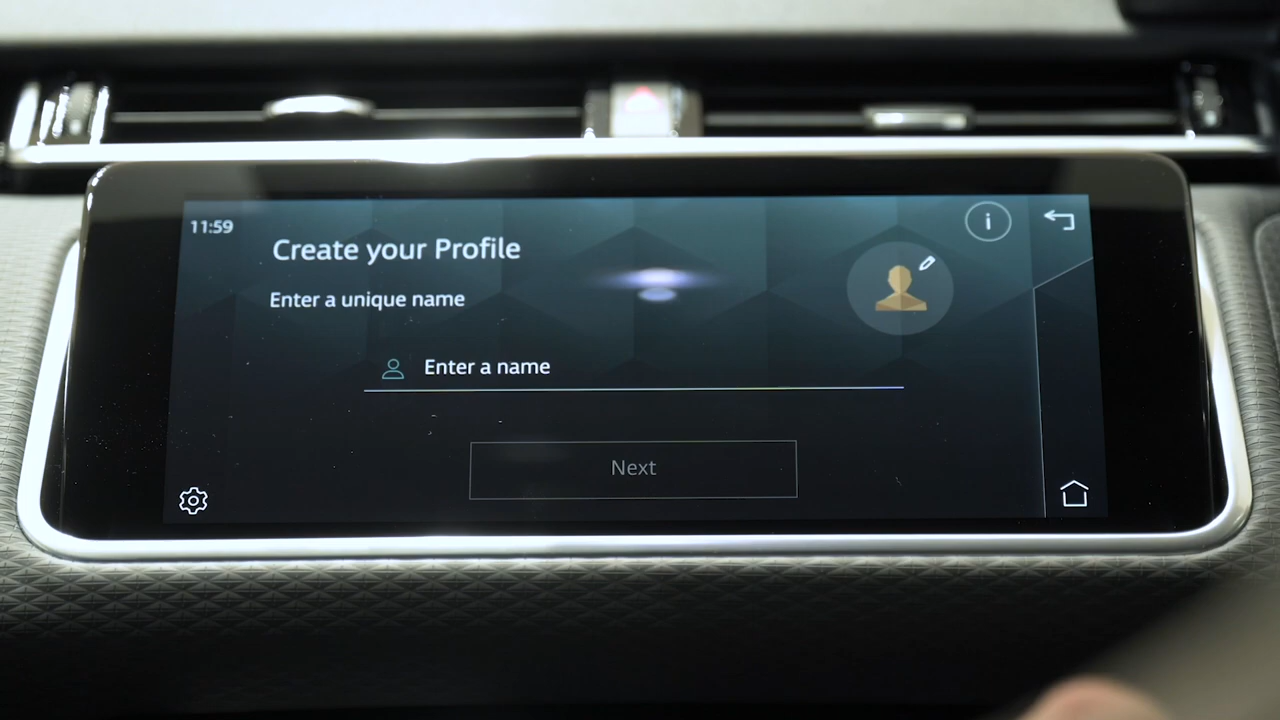 11:59
i
Create your Profile
Enter a unique name
Enter a name
Next